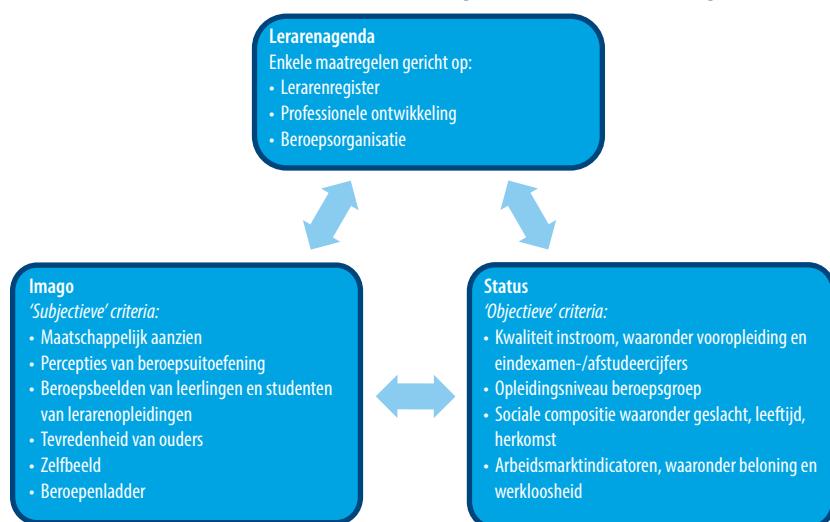 Lerarenagenda
Enkele maatregelen gericht op:
• Lerarenregister
• Professionele ontwikkeling
• Beroepsorganisatie
Imago
'Subjectieve' criteria:
• Maatschappelijk aanzien
• Percepties van beroepsuitoefening
• Beroepsbeelden van leerlingen en studenten
van lerarenopleidingen
• Tevredenheid van ouders
• Zelfbeeld
• Beroepenladder
Status
'Objectieve' criteria:
• Kwaliteit instroom, waaronder vooropleiding en
eindexamen-/afstudeercijfers
• Opleidingsniveau beroepsgroep
• Sociale compositie waaronder geslacht, leeftijd,
herkomst
• Arbeidsmarktindicatoren, waaronder beloning en
werkloosheid